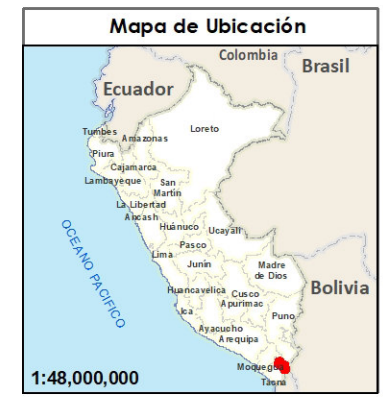 Mapa de Ubicación
Colombia
Brasil
Ecuador
Tumbes
Amazonas
Loreto
Piura
Cajamarca
Lambayeque
San
Martín
La Libertad
Ancash
Huánuco
Ucayali
OCEANO PACIFICO
Pasco
Lima
Junín
Madre
de Dios
Huancavelica
Cusco
Bolivia
Apurimac
Ica
Puno
Ayacucho
Arequipa
Moquegua
1:48,000,000
Tacna